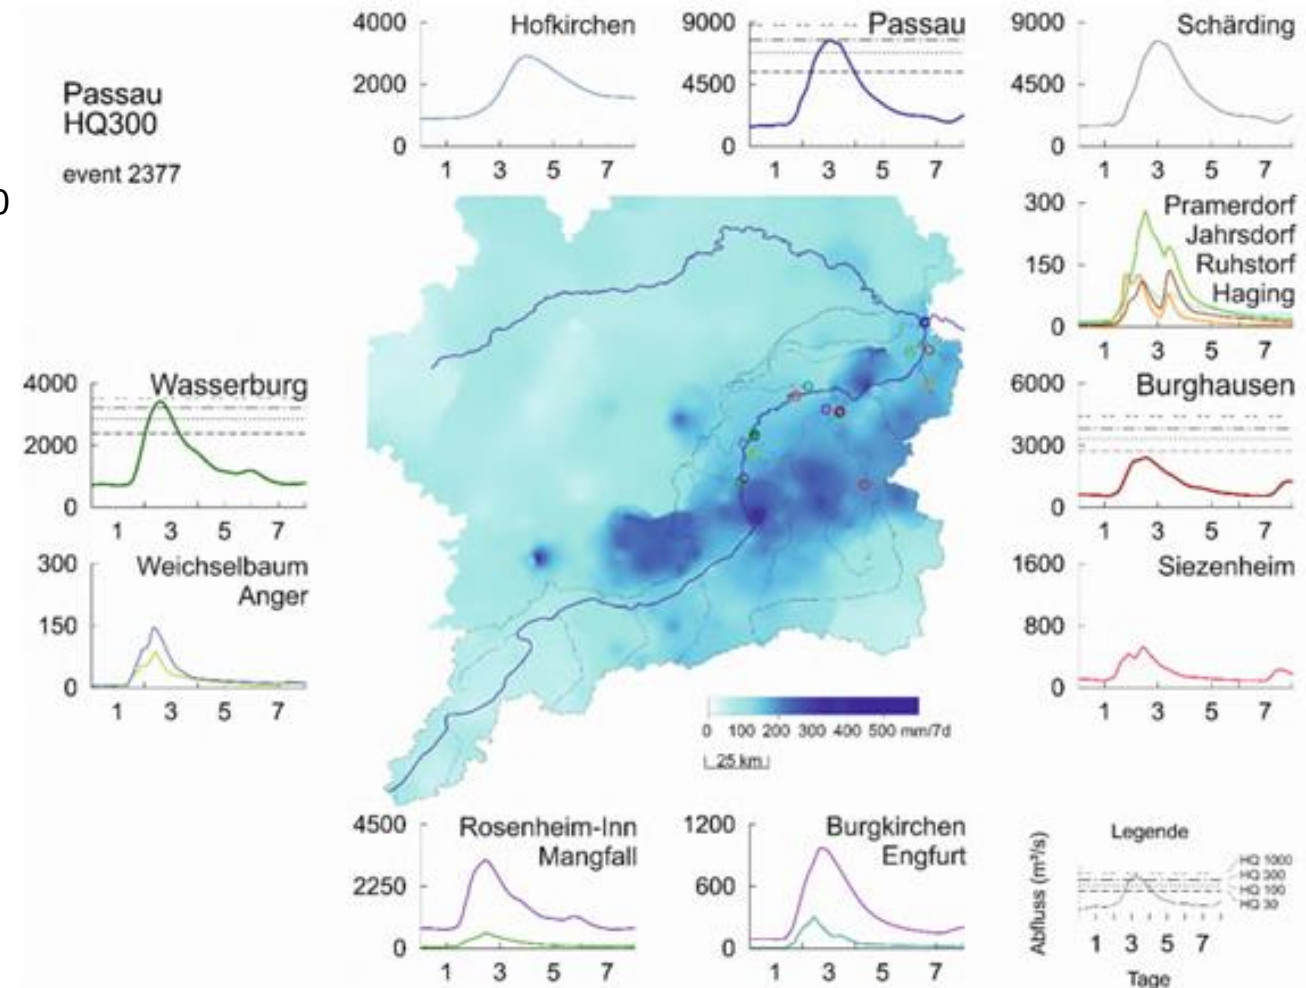 Passau
HQ300
event 2377
0
4000
2000
0
Hofkirchen
1 3 5 7
9000
4500
0
Passau
1 3 5 7
9000
4500
0
Schärding
1 3 5 7
300
150
0
Pramerdorf
Jahrsdorf
Ruhstorf
Haging
1 3 5 7
4000
2000
0
Wasserburg
1 3 5 7
6000
3000
0
Burghausen
1 3 5 7
300
150
0
Weichselbaum
Anger
1 3 5 7
1600
800
0
Siezenheim
1 3 5 7
0 100 200 300 400 500 mm/7d
25 km
4500
2250
0
Rosenheim-Inn
Mangfall
1 3 5 7
1200
600
0
Burgkirchen
Engfurt
1 3 5 7
Legende
Abfluss (m³/s)
HQ 1000
HQ 300
HQ 100
HQ 30
1 3 5 7
Tage